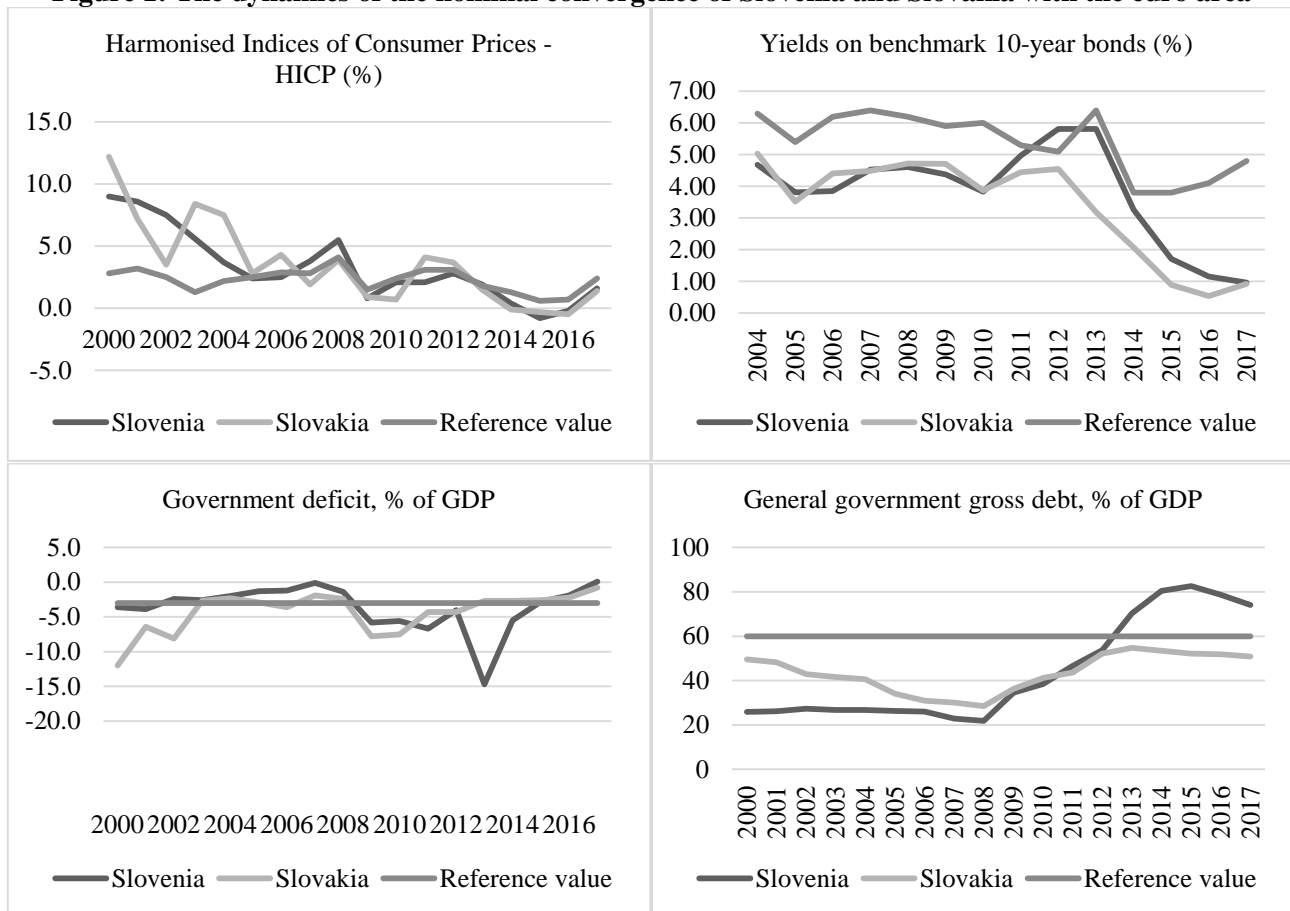 Figure The dynamics of the nominal convergence of Slovenia and Slovakia with the euro area
Harmonised Indices of Consumer Prices -
HICP (%)
15.0
10.0
5.0
0.0
2000 2002 2004 2006 2008 2010 2012 2014 2016
-5.0
Slovenia Slovakia Reference value
Yields on benchmark 10-year bonds (%)
7.00
6.00
5.00
4.00
3.00
2.00
1.00
0.00
2004 2005 2006 2007 2008 2009 2010 2011 2012 2013 2014 2015 2016 2017
Slovenia Slovakia Reference value
Government deficit, % of GDP
5.0
0.0
-5.0
-10.0
-15.0
-20.0
2000 2002 2004 2006 2008 2010 2012 2014 2016
Slovenia Slovakia Reference value
General government gross debt, % of GDP
100
80
60
40
20
0
2000 2001 2002 2003 2004 2005 2006 2007 2008 2009 2010 2011 2012 2013 2014 2015 2016 2017
Slovenia Slovakia Reference value